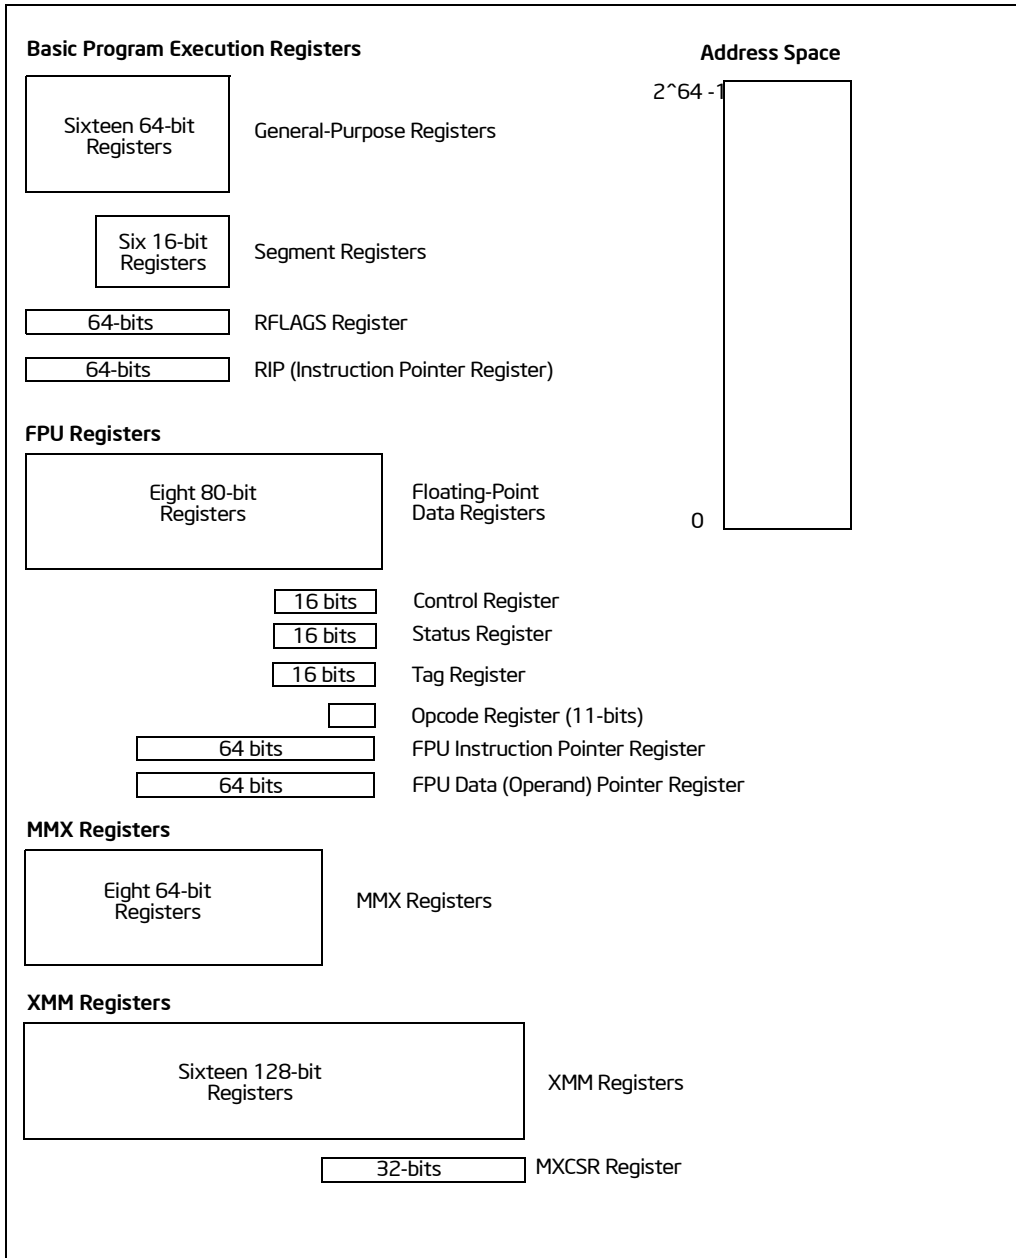 Basic Program Execution Registers
Address Space
2^64 -1
Sixteen 64-bit
Registers
General-Purpose Registers
Six 16-bit
Registers
Segment Registers
64-bits
RFLAGS Register
64-bits
RIP (Instruction Pointer Register)
FPU Registers
Eight 80-bit
Registers
Floating-Point
Data Registers
0
16 bits
Control Register
16 bits
Status Register
16 bits
Tag Register
Opcode Register (11-bits)
64 bits
FPU Instruction Pointer Register
64 bits
FPU Data (Operand) Pointer Register
MMX Registers
Eight 64-bit
Registers
MMX Registers
XMM Registers
Sixteen 128-bit
Registers
XMM Registers
32-bits
MXCSR Register